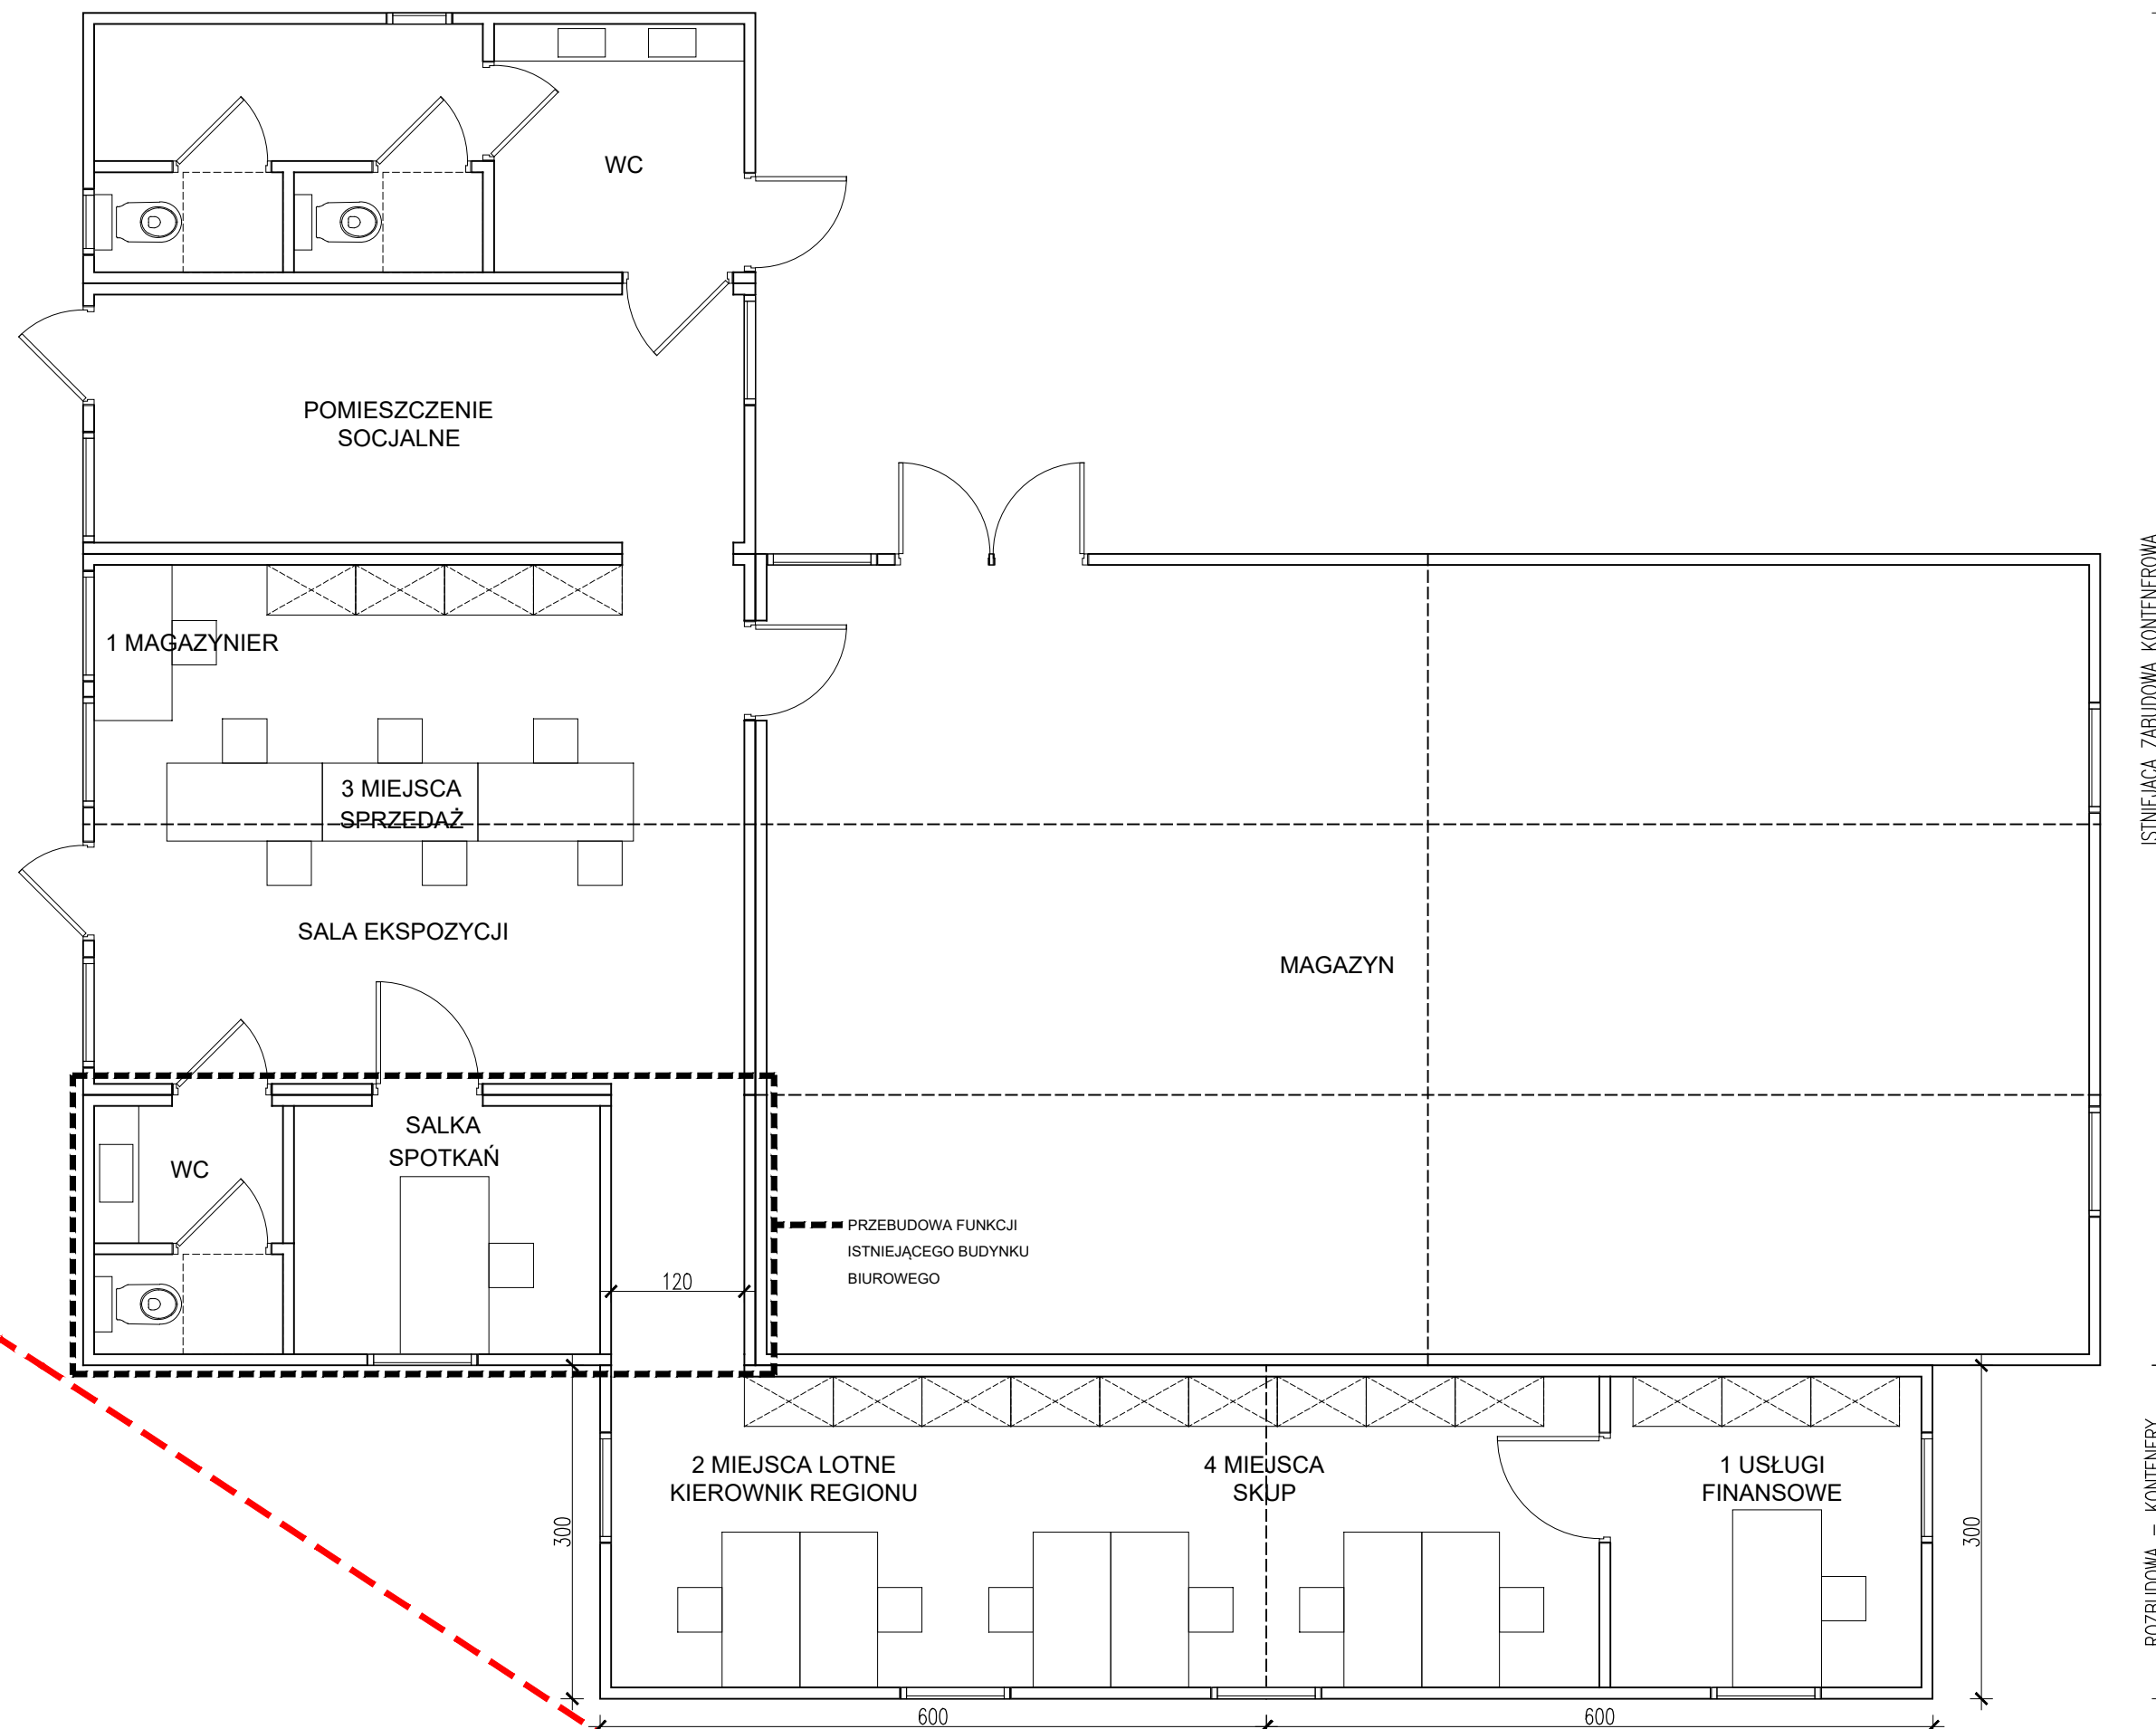 WC
POMIESZCZENIE
SOCJALNE
ISTNIEJĄCA ZABUDOWA KONTENEROWA
1 MAGAZYNIER
3 MIEJSCA
SPRZEDAŻ
SALA EKSPOZYCJI
MAGAZYN
SALKA
SPOTKAŃ
WC
PRZEBUDOWA FUNKCJI
ISTNIEJĄCEGO BUDYNKU
BIUROWEGO
120
2 MIEJSCA LOTNE
KIEROWNIK REGIONU
4 MIEJSCA
SKUP
1 USŁUGI
FINANSOWE
300
300
ROZBUDOWA – KONTENERY
600
600